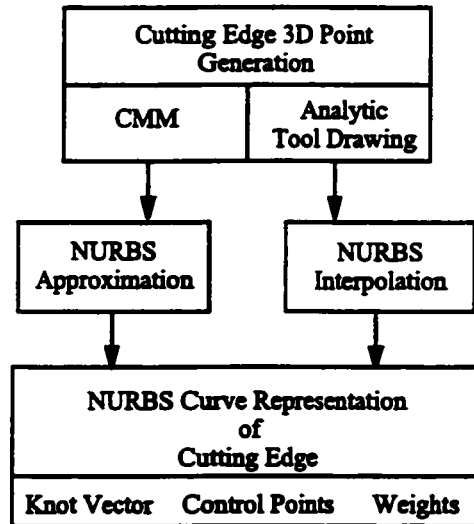 Cutting Edge 3D Point
Generation
CMM
Analytic
Tool Drawing
NURBS
Approximation
NURBS
Interpolation
NURBS Curve Representation
of
Cutting Edge
Knot Vector Control Points Weights